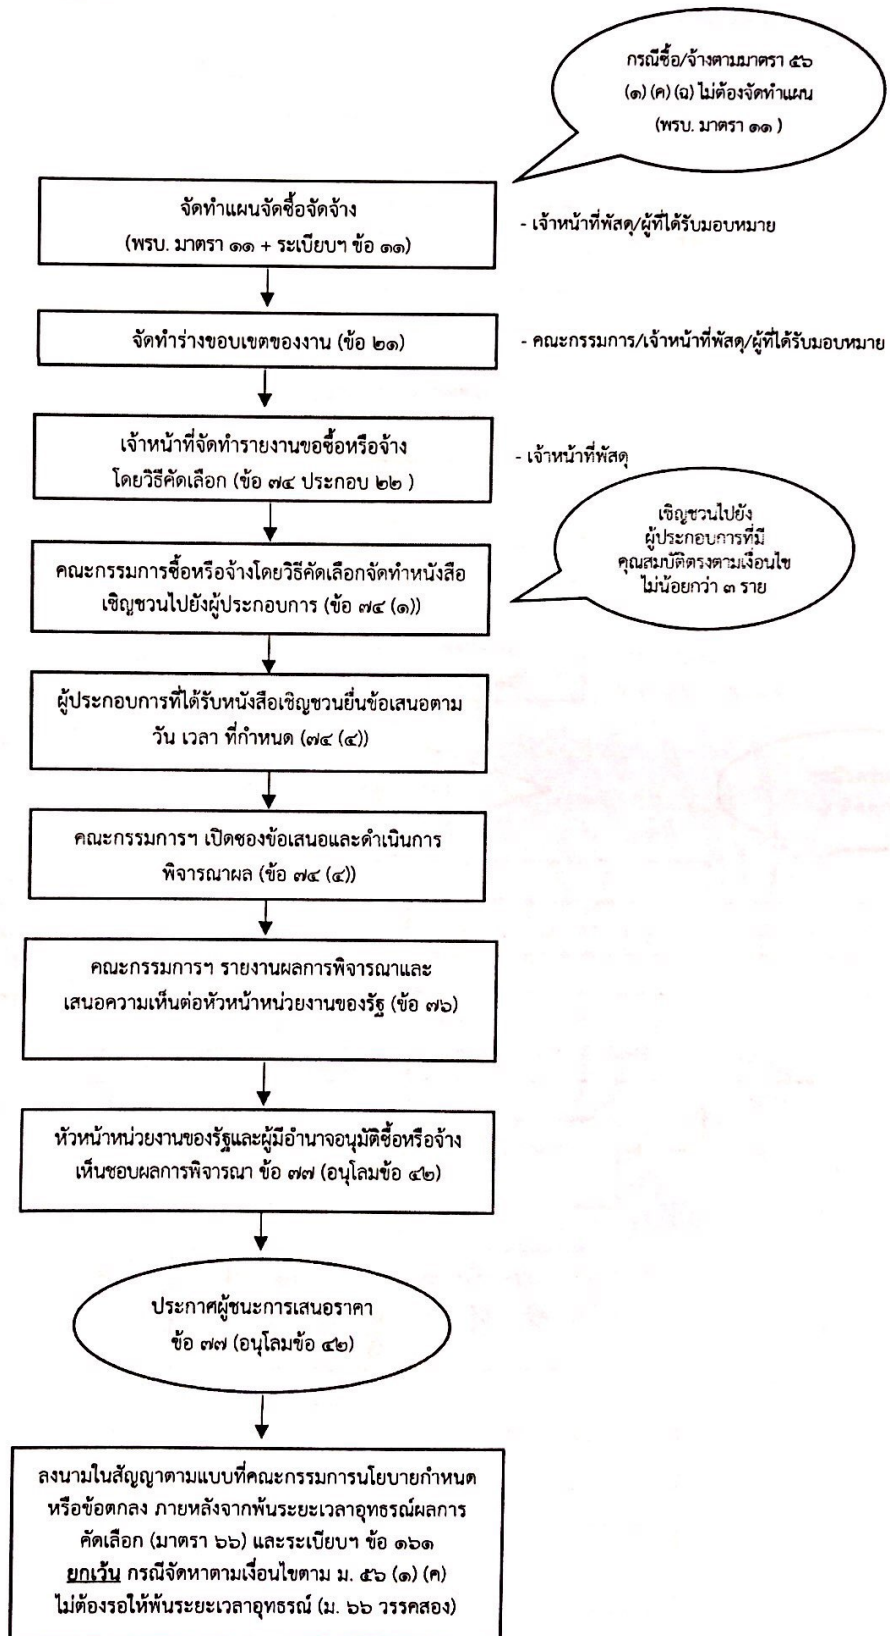 กรณีซื้อ/จ้างตามมาตรา ๕๖
(๑) (ค) (ฉ) ไม่ต้องจัดทำแผน
(พรบ. มาตรา ๑๑ )
จัดทำแผนจัดซื้อจัดจ้าง
(พรบ. มาตรา ๑๑ + ระเบียบฯ ข้อ ๑๑)
- เจ้าหน้าที่พัสดุ/ผู้ที่ได้รับมอบหมาย
จัดทำร่างขอบเขตของงาน (ข้อ ๒๑)
- คณะกรรมการ/เจ้าหน้าที่พัสดุ/ผู้ที่ได้รับมอบหมาย
เจ้าหน้าที่จัดทำรายงานขอซื้อหรือจ้าง
โดยวิธีคัดเลือก (ข้อ ๗๔ ประกอบ ๒๒ )
- เจ้าหน้าที่พัสดุ
เชิญชวนไปยัง
ผู้ประกอบการที่มี
คุณสมบัติตรงตามเงื่อนไข
ไม่น้อยกว่า ๓ ราย
คณะกรรมการซื้อหรือจ้างโดยวิธีคัดเลือกจัดทำหนังสือ
เชิญชวนไปยังผู้ประกอบการ (ข้อ ๗๔ (๑))
ผู้ประกอบการที่ได้รับหนังสือเชิญชวนยื่นข้อเสนอตาม
วัน เวลา ที่กำหนด (๗๔ (๔))
คณะกรรมการฯ เปิดซองข้อเสนอและดำเนินการ
พิจารณาผล (ข้อ ๗๔ (๔))
คณะกรรมการฯ รายงานผลการพิจารณาและ
เสนอความเห็นต่อหัวหน้าหน่วยงานของรัฐ (ข้อ ๗๖)
หัวหน้าหน่วยงานของรัฐและผู้มีอำนาจอนุมัติซื้อหรือจ้าง
เห็นชอบผลการพิจารณา ข้อ ๗๗ (อนุโลมข้อ ๔๒)
ประกาศผู้ชนะการเสนอราคา
ข้อ ๗๗ (อนุโลมข้อ ๔๒)
ลงนามในสัญญาตามแบบที่คณะกรรมการนโยบายกำหนด
หรือข้อตกลง ภายหลังจากพ้นระยะเวลาอุทธรณ์ผลการ
คัดเลือก (มาตรา ๖๖) และระเบียบฯ ข้อ ๑๖๑
ยกเว้น กรณีจัดหาตามเงื่อนไขตาม ม. ๕๖ (๑) (ค)
ไม่ต้องรอให้พ้นระยะเวลาอุทธรณ์ (ม. ๖๖ วรรคสอง)